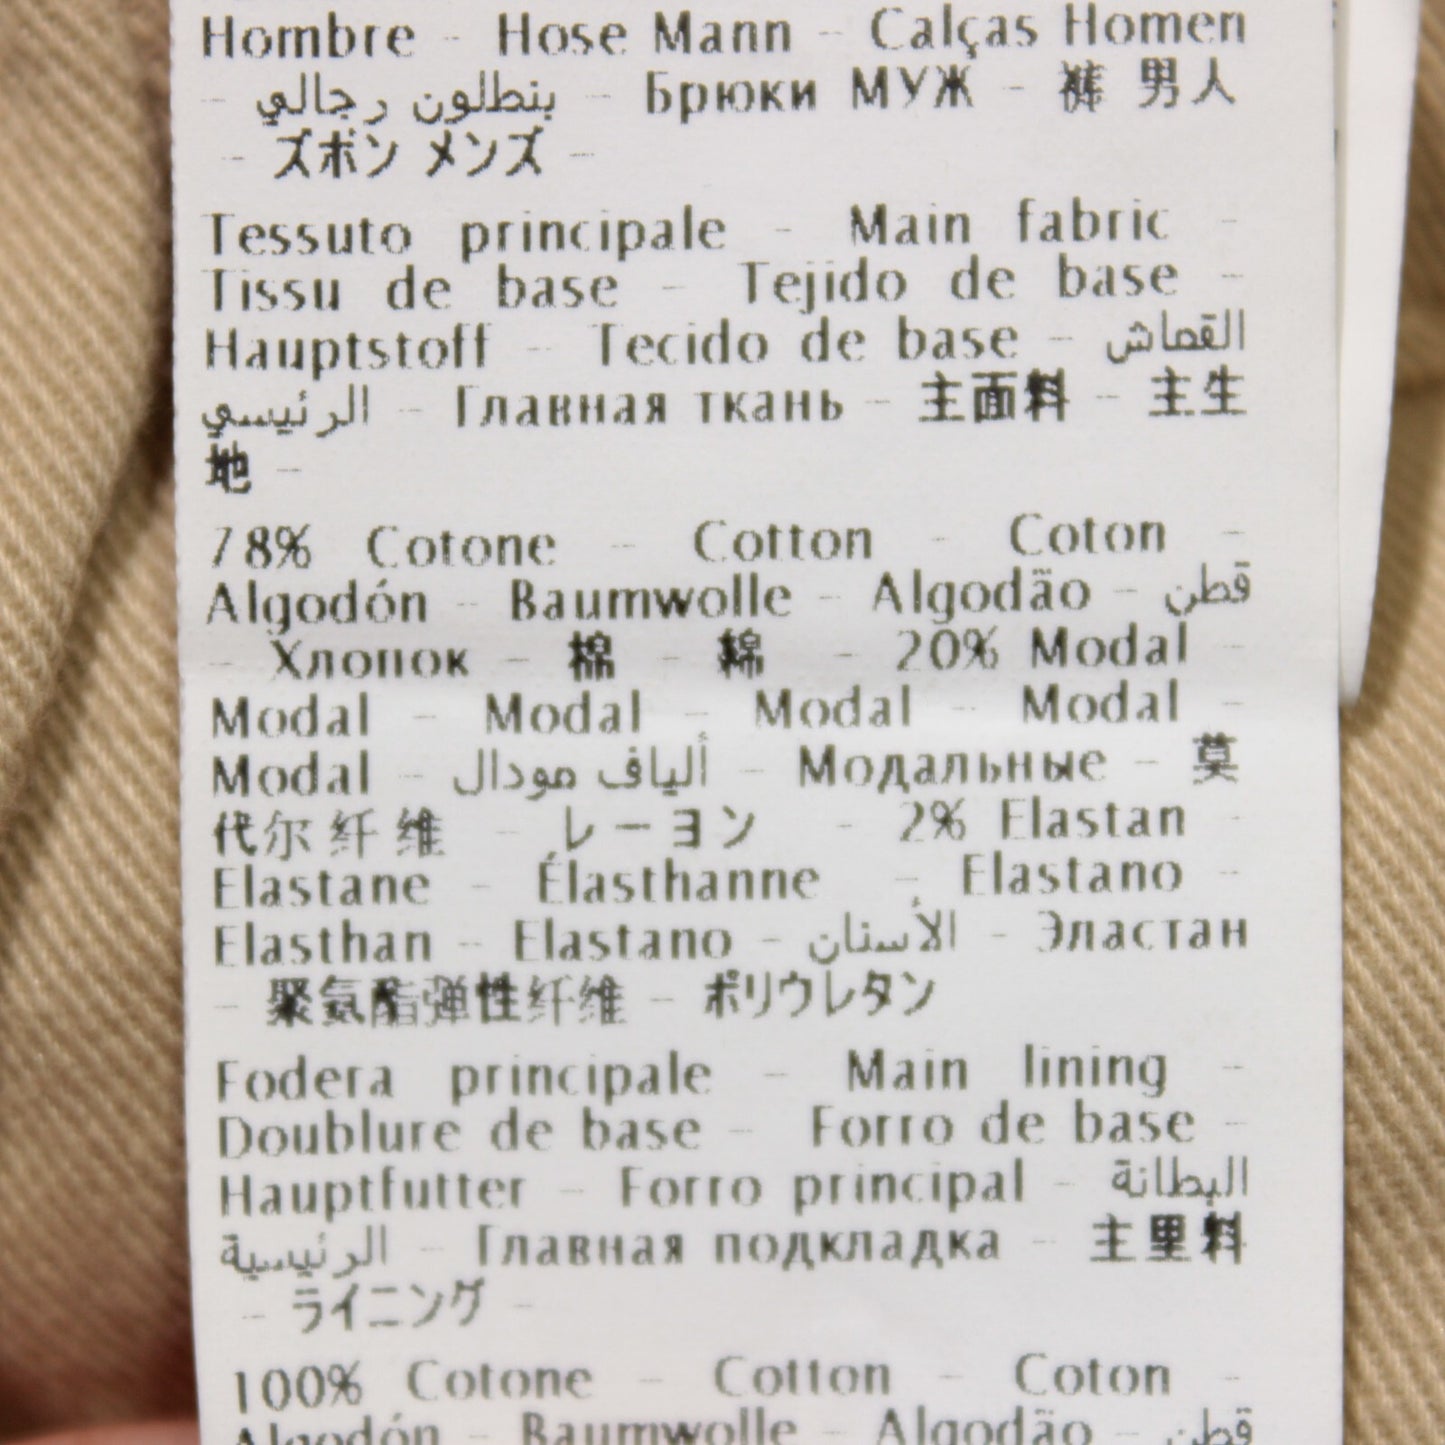 Hombre - Hose Mann - Calças Homen
- بنطلون رجالي - Брюки МУЖ - 裤 男人
- ズボン メンズ -
Tessuto principale - Main fabric -
Tissu de base - Tejido de base -
Hauptstoff - Tecido de base - القماش
الرئيسي - Главная ткань - 主面料 - 主生
地 -
78% Cotone - Cotton - Coton -
Algodón - Baumwolle - Algodão - قطن
- Хлопок - 棉 - 綿 - 20% Modal -
Modal - Modal - Modal - Modal -
Modal - ألياف مودال - Модальные - 莫
代尔纤维 - レーヨン - 2% Elastan -
Elastane - Élasthanne - Elastano -
Elasthan - Elastano - الأستان - Эластан
- 聚氨酯弹性纤维 - ポリウレタン
Fodera principale - Main lining -
Doublure de base - Forro de base -
Hauptfutter - Forro principal - البطانة
الرئيسية - Главная подкладка - 主里料
- ライニング -
100% Cotone - Cotton - Coton -
Algodón - Baumwolle - Algodão - قطن